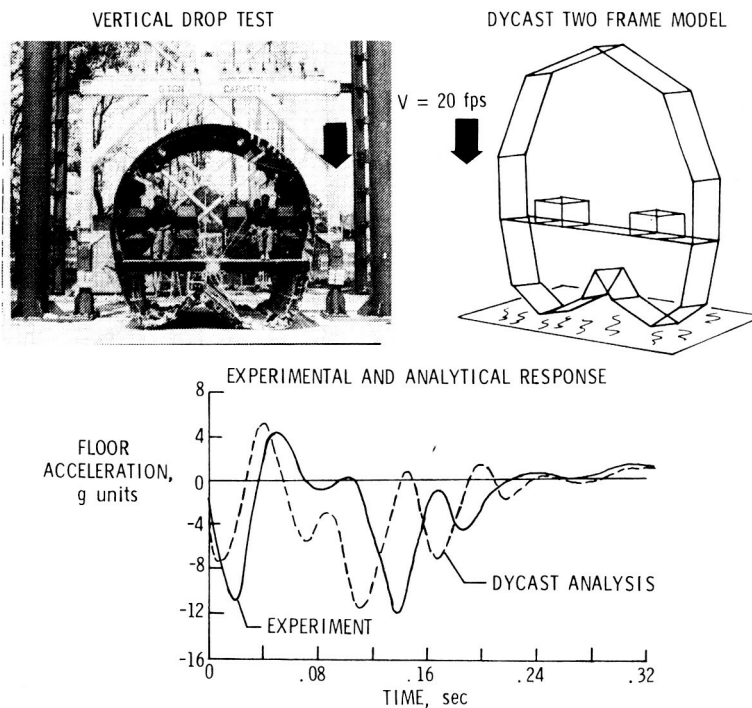 VERTICAL DROP TEST
DYCAST TWO FRAME MODEL
CAPACITY
V = 20 fps
EXPERIMENTAL AND ANALYTICAL RESPONSE
FLOOR
ACCELERATION,
g units
8
4
0
-4
-8
-12
-16
DYCAST ANALYSIS
EXPERIMENT
0
.08
.16
.24
.32
TIME, sec